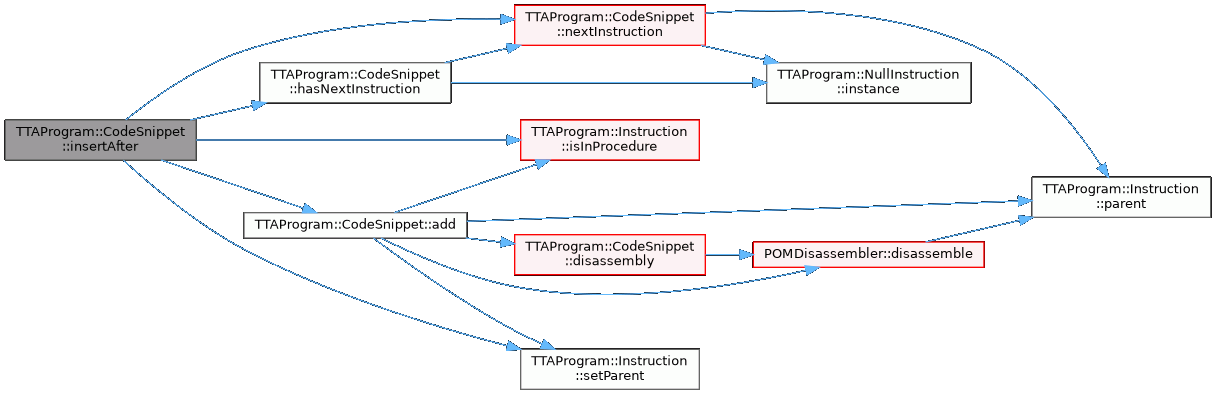 TTAProgram::CodeSnippet
::insertAfter
TTAProgram::CodeSnippet
::hasNextInstruction
TTAProgram::CodeSnippet
::nextInstruction
TTAProgram::NullInstruction
::instance
TTAProgram::Instruction
::isInProcedure
TTAProgram::CodeSnippet::add
TTAProgram::CodeSnippet
::disassembly
POMDisassembler::disassemble
TTAProgram::Instruction
::parent
TTAProgram::Instruction
::setParent